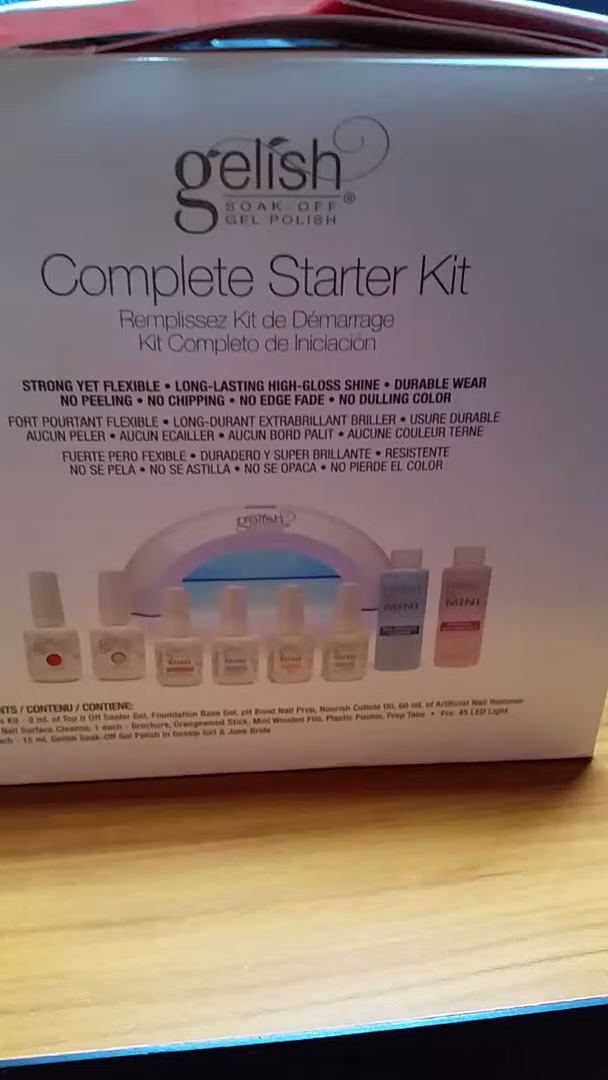 gelish®
SOAK-OFF
GEL POLISH
Complete Starter Kit
Remplissez Kit de Démarrage
Kit Completo de Iniciación
STRONG YET FLEXIBLE • LONG-LASTING HIGH-GLOSS SHINE • DURABLE WEAR
NO PEELING • NO CHIPPING • NO EDGE FADE • NO DULLING COLOR
FORT POURTANT FLEXIBLE • LONG-DURANT EXTRABRILLANT BRILLER • USURE DURABLE
AUCUN PELER • AUCUN ECAILLER • AUCUN BORD PALIT • AUCUNE COULEUR TERNE
FUERTE PERO FEXIBLE • DURADERO Y SUPER BRILLANTE • RESISTENTE
NO SE PELA • NO SE ASTILLA • NO SE OPACA • NO PIERDE EL COLOR
gelish
MINI MINI
MINI MINI MINI
NTS / CONTENU / CONTIENE:
s Kit - 9 mL of Top It Off Sealer Gel, Foundation Base Gel, pH Bond Nail Prep, Nourish Cuticle Oil, 60 mL of Artificial Nail Remover
Nail Surface Cleanse, 1 each - Brochure, Orangewood Stick, Mini Wooden File, Plastic Pusher, Prep Tabs • Pro-45 LED Light
ach - 15 mL Gelish Soak-Off Gel Polish in Gossip Girl & June Bride